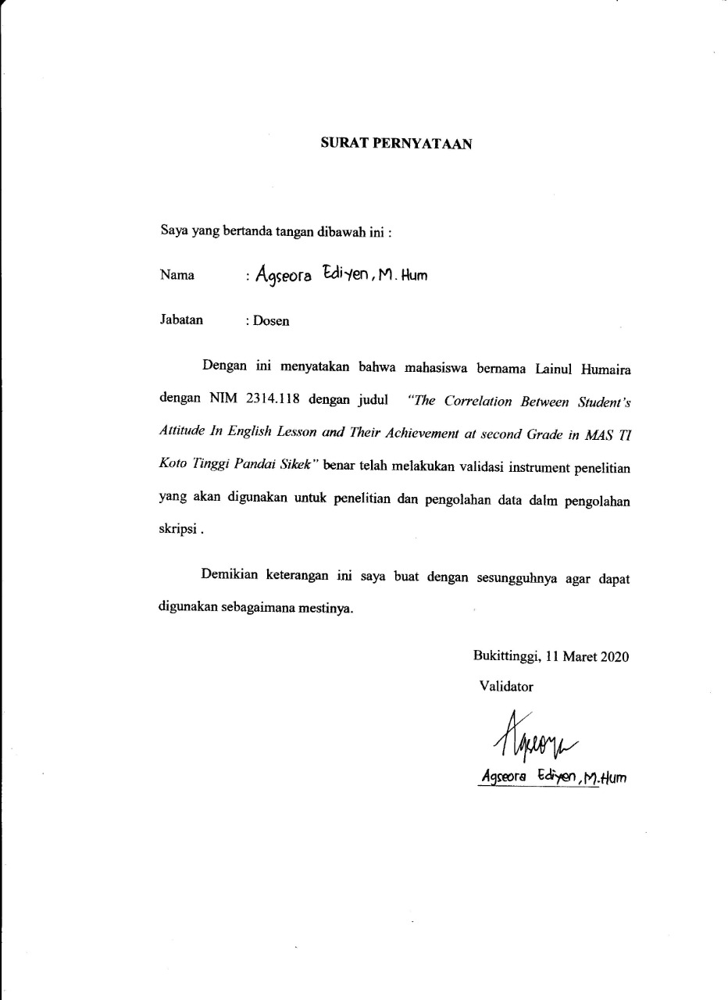 SURAT PERNYATAAN
Saya yang bertanda tangan dibawah ini :
Nama : Agseora Ediyen, M. Hum
Jabatan : Dosen
Dengan ini menyatakan bahwa mahasiswa bernama Lainul Humaira
dengan NIM 2314.118 dengan judul "The Correlation Between Student's
Attitude In English Lesson and Their Achievement at second Grade in MAS TI
Koto Tinggi Pandai Sikek" benar telah melakukan validasi instrument penelitian
yang akan digunakan untuk penelitian dan pengolahan data dalm pengolahan
skripsi .
Demikian keterangan ini saya buat dengan sesungguhnya agar dapat
digunakan sebagaimana mestinya.
Bukittinggi, 11 Maret 2020
Validator
Agseora
Agseora Ediyen, M.Hum